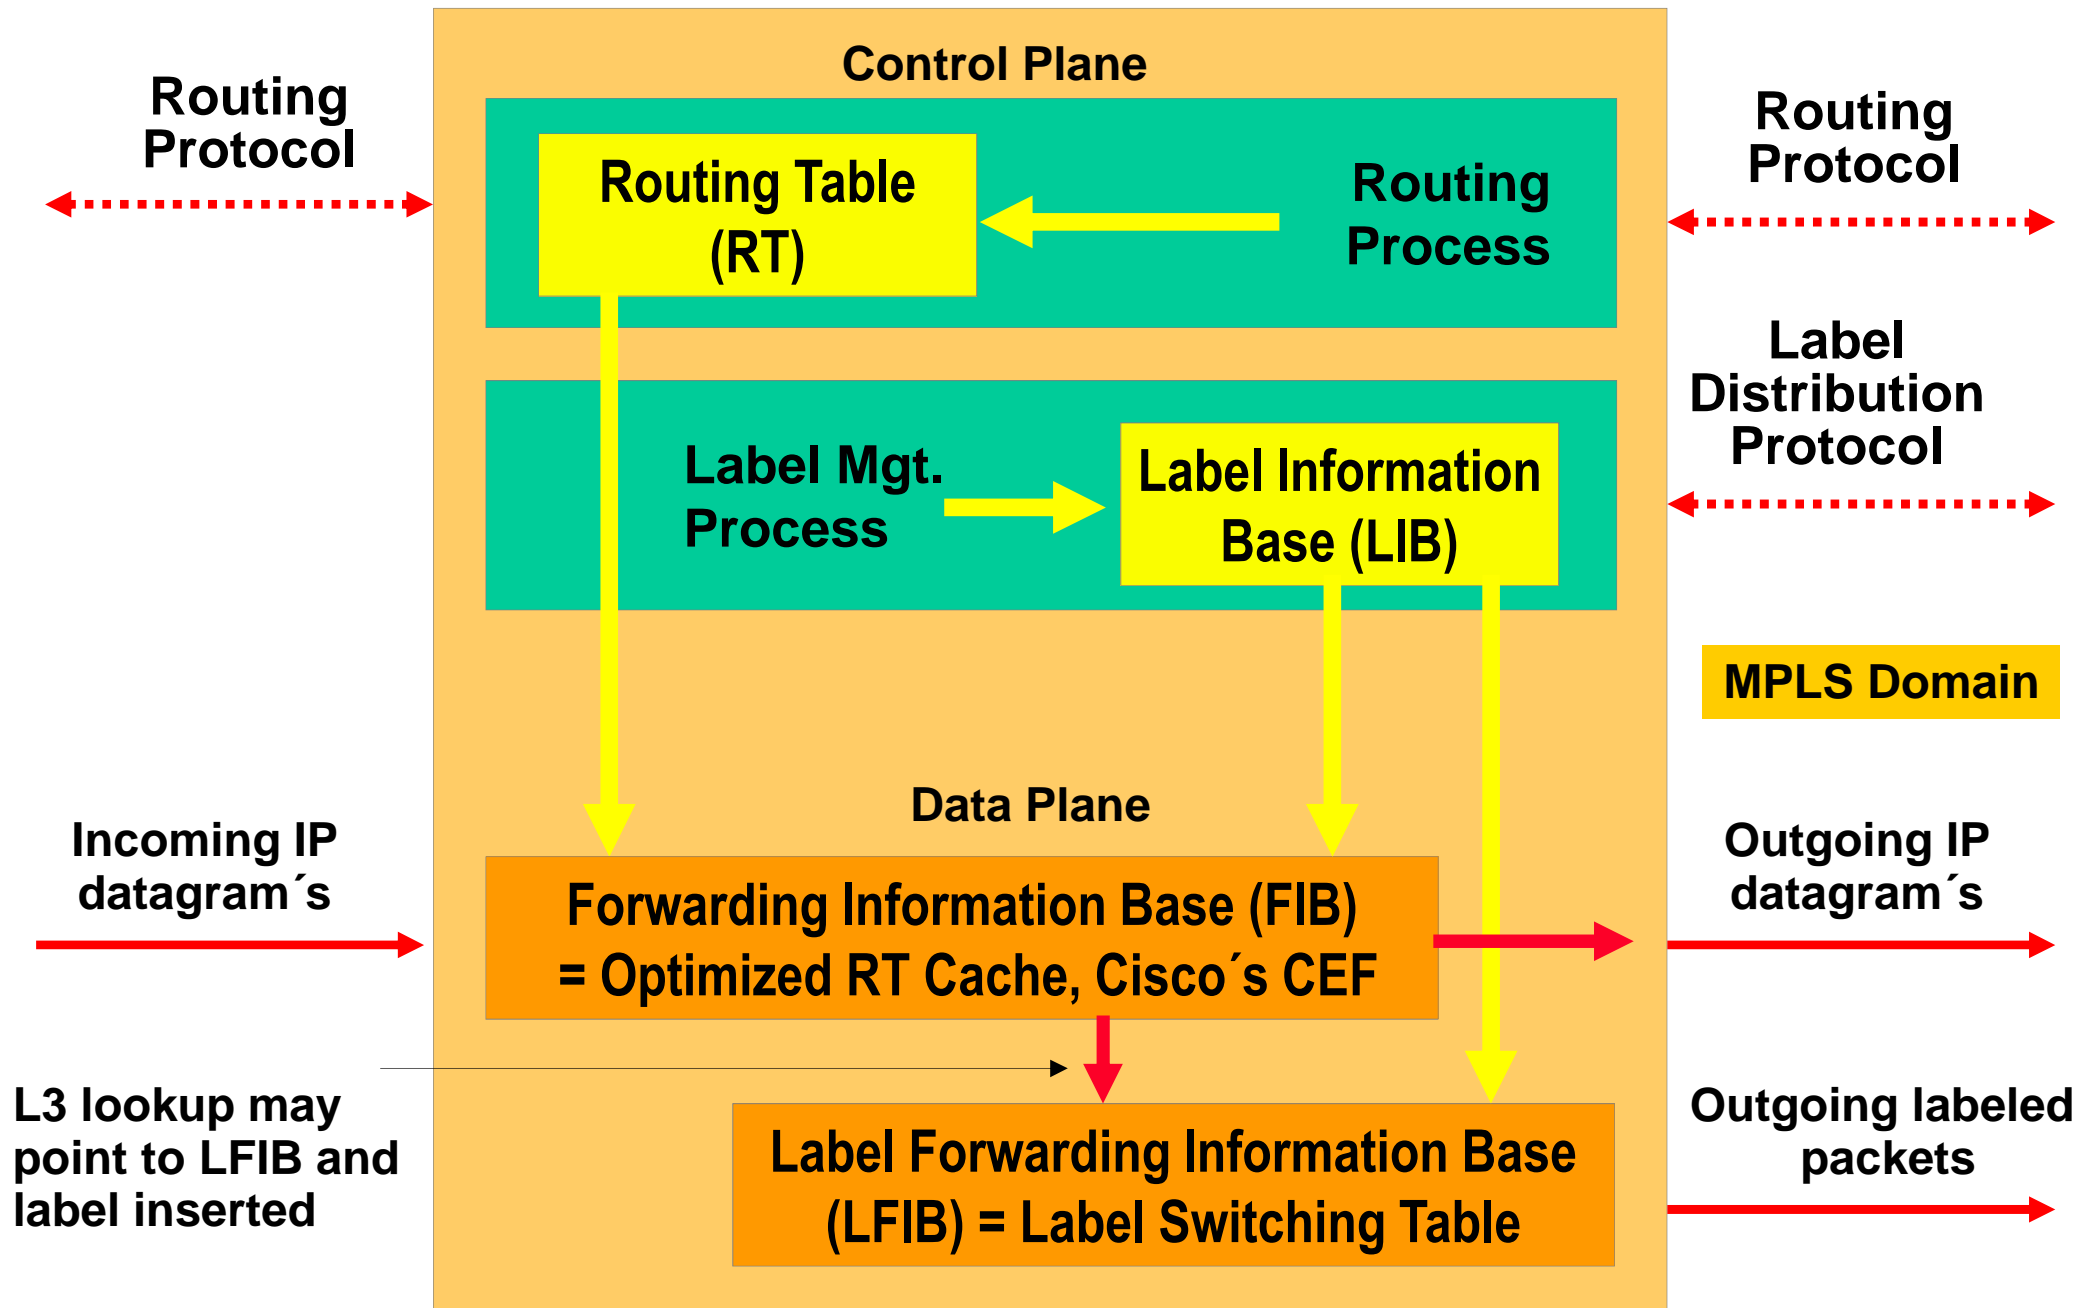 Control Plane
Routing
Protocol
Routing Table
(RT)
Routing
Process
Routing
Protocol
Label
Distribution
Protocol
Label Mgt.
Process
Label Information
Base (LIB)
MPLS Domain
Data Plane
Incoming IP
datagram´s
Forwarding Information Base (FIB)
= Optimized RT Cache, Cisco´s CEF
Outgoing IP
datagram´s
L3 lookup may
point to LFIB and
label inserted
Label Forwarding Information Base
(LFIB) = Label Switching Table
Outgoing labeled
packets